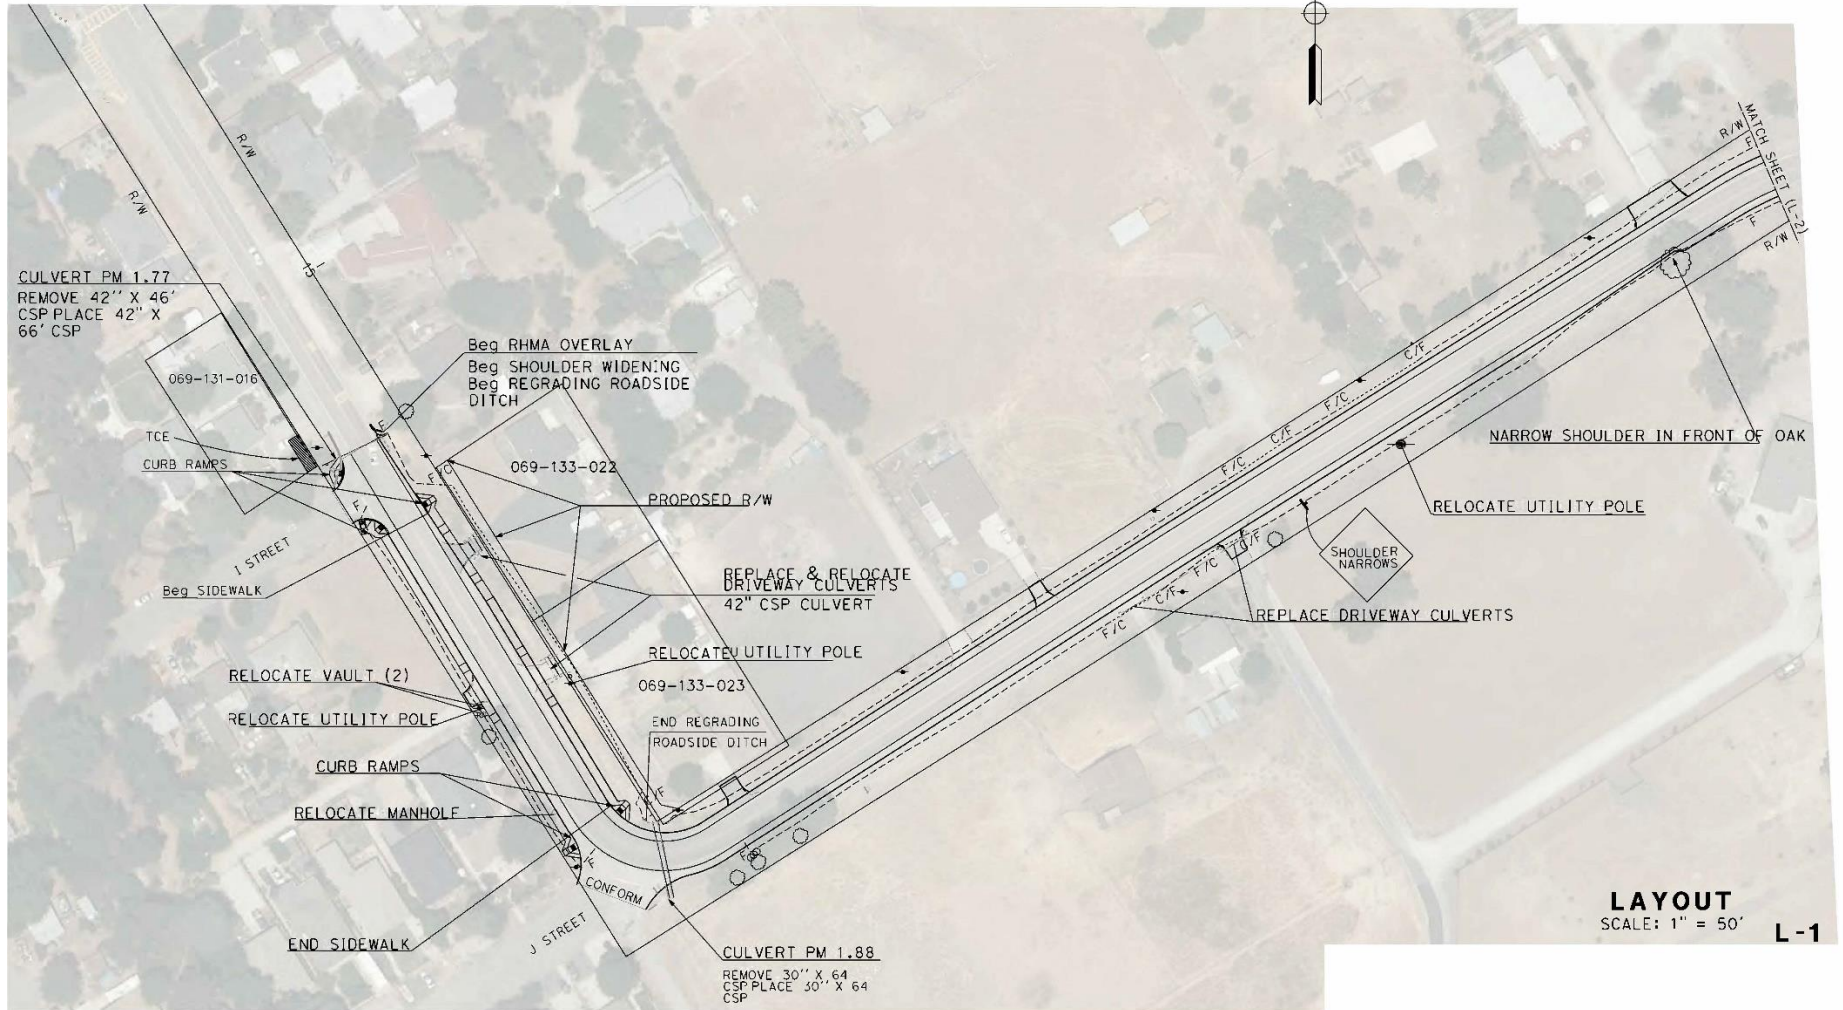 R/W
R/W
R/W
MATCH SHEET (L-2)
F
F
R/W
15
CULVERT PM 1.77
REMOVE 42'' X 46'
CSP PLACE 42" X
66' CSP
069-131-016
Beg RHMA OVERLAY
Beg SHOULDER WIDENING
Beg REGRADING ROADSIDE
DITCH
C/F
F/C
C/F
F/C
TCE
CURB RAMPS
F
F/C
069-133-022
PROPOSED R/W
NARROW SHOULDER IN FRONT OF OAK
RELOCATE UTILITY POLE
F
I STREET
SHOULDER
NARROWS
C/F
F/C
C/F
F/C
Beg SIDEWALK
REPLACE & RELOCATE
DRIVEWAY CULVERTS
42" CSP CULVERT
REPLACE DRIVEWAY CULVERTS
RELOCATE UTILITY POLE
069-133-023
RELOCATE VAULT (2)
RELOCATE UTILITY POLE
END REGRADING
ROADSIDE DITCH
CURB RAMPS
C/F
RELOCATE MANHOLE
F
F
CONFORM
J STREET
END SIDEWALK
CULVERT PM 1.88
REMOVE 30'' X 64
CSP PLACE 30'' X 64
CSP
LAYOUT
SCALE: 1" = 50'
L-1